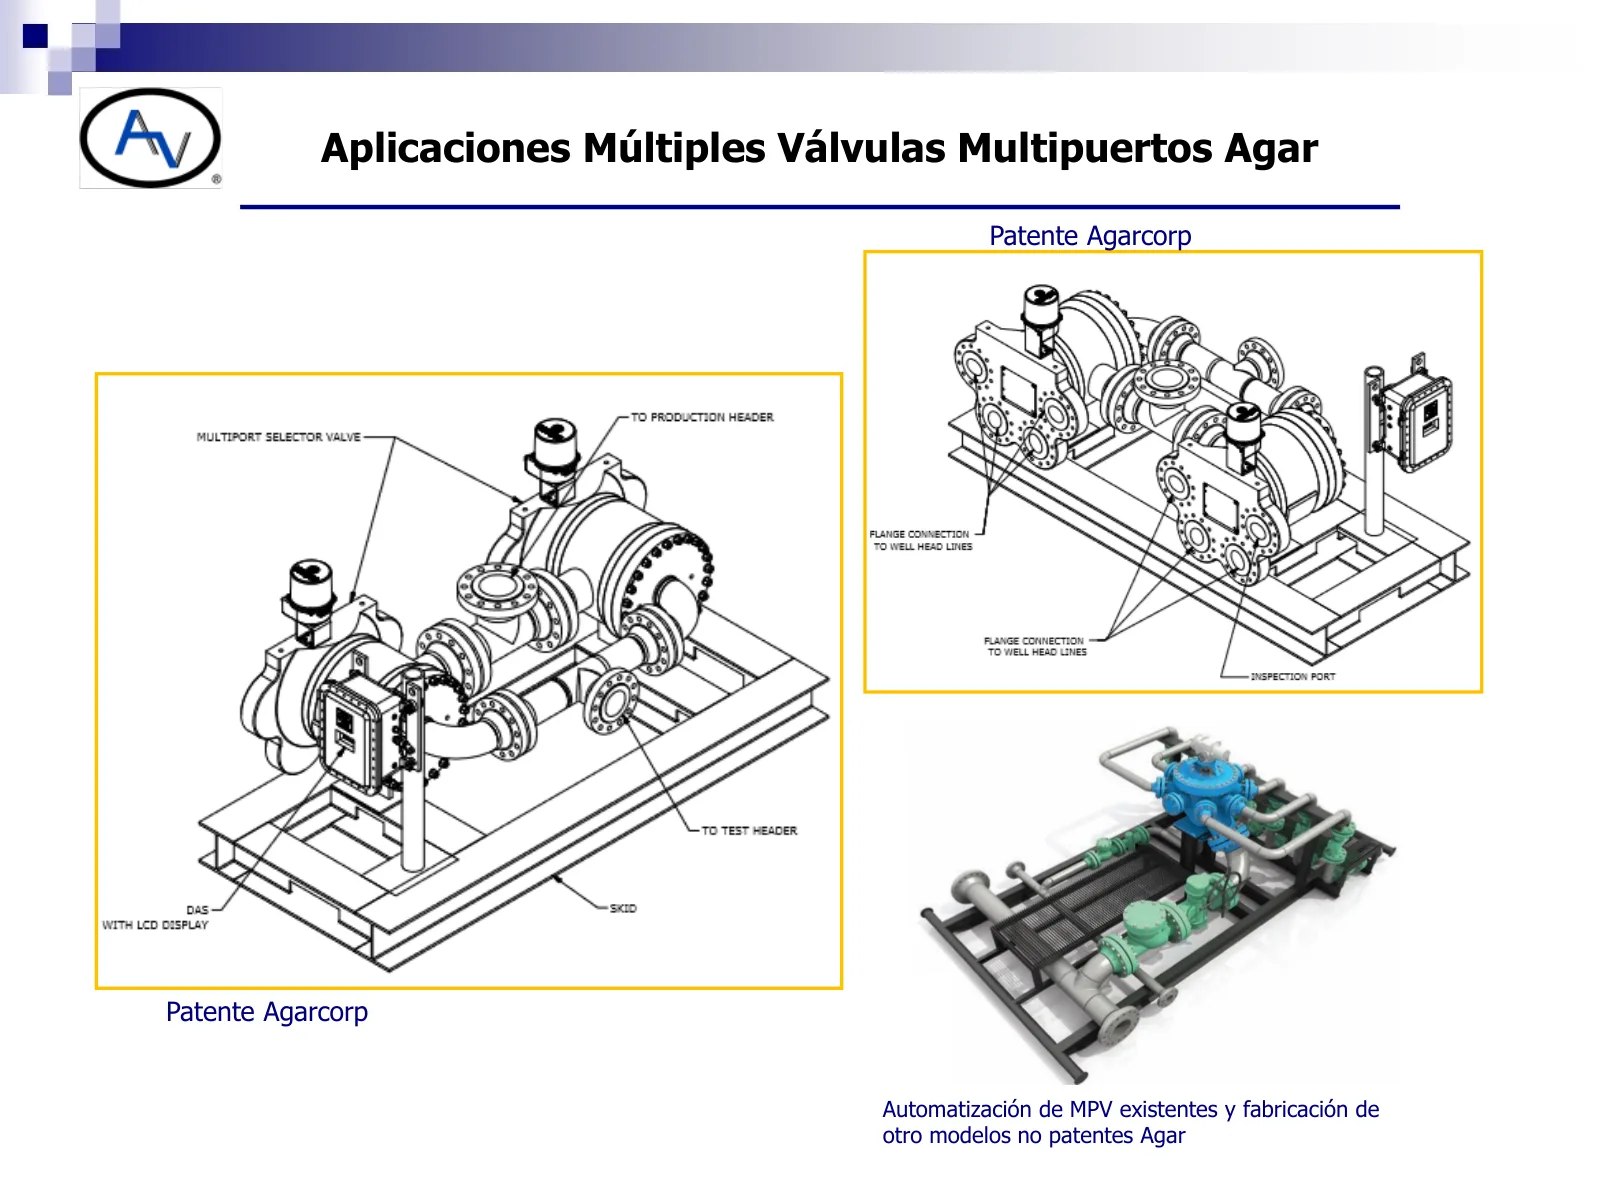 AV
®
Aplicaciones Múltiples Válvulas Multipuertos Agar
Patente Agarcorp
FLANGE CONNECTION
TO WELL HEAD LINES
FLANGE CONNECTION
TO WELL HEAD LINES
INSPECTION PORT
MULTIPORT SELECTOR VALVE
TO PRODUCTION HEADER
TO TEST HEADER
DAS
WITH LCD DISPLAY
SKID
Patente Agarcorp
Automatización de MPV existentes y fabricación de
otro modelos no patentes Agar